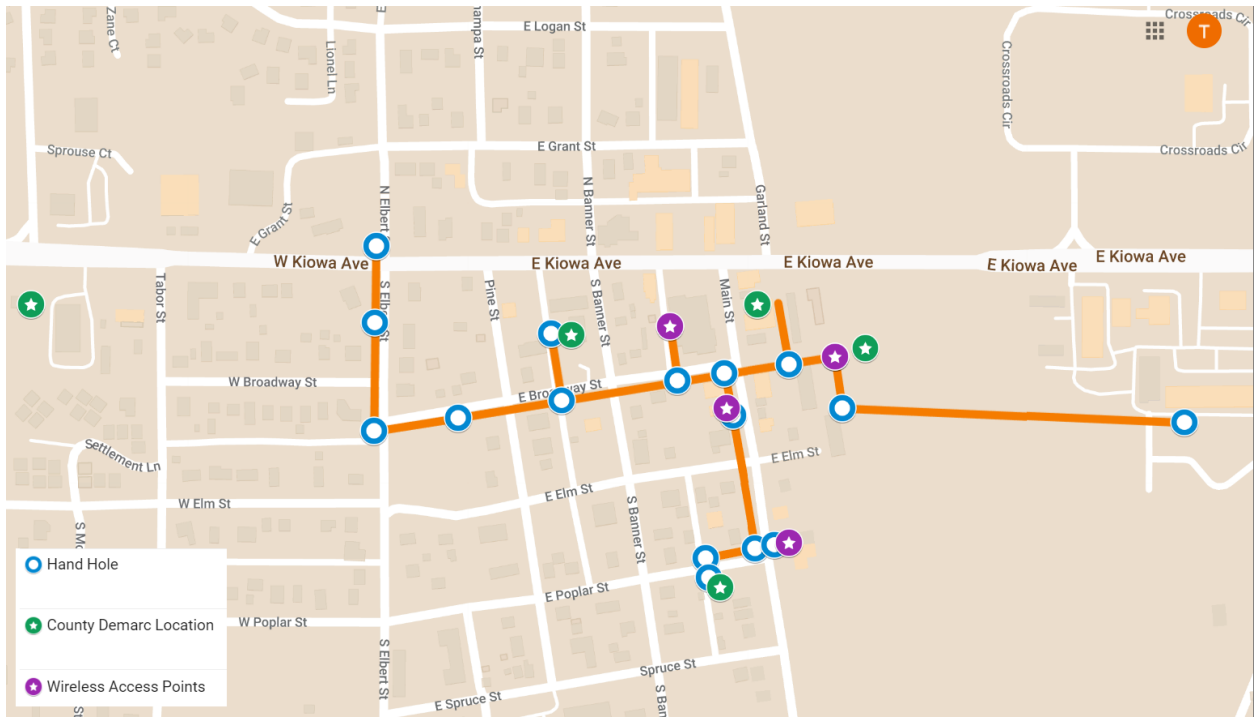 Crossroads Cir
T
Zane Ct
Lionel Ln
E
hampa St
E Logan St
Crossroads Cir
Sprouse Ct
E Grant St
Crossroads Cir
E Grant St
N Elbert
N Banner St
Garland St
W Kiowa Ave
E Kiowa Ave
E Kiowa Ave
E Kiowa Ave
E Kiowa Ave
Tabor St
S Elbert St
Pine St
S Banner St
Main St
W Broadway St
E Broadway St
Settlement Ln
E Elm St
W Elm St
E Elm St
S Mo
S Banner St
Hand Hole
E Poplar St
County Demarc Location
W Poplar St
S Elbert St
Spruce St
Wireless Access Points
E Spruce St
S Ban
St